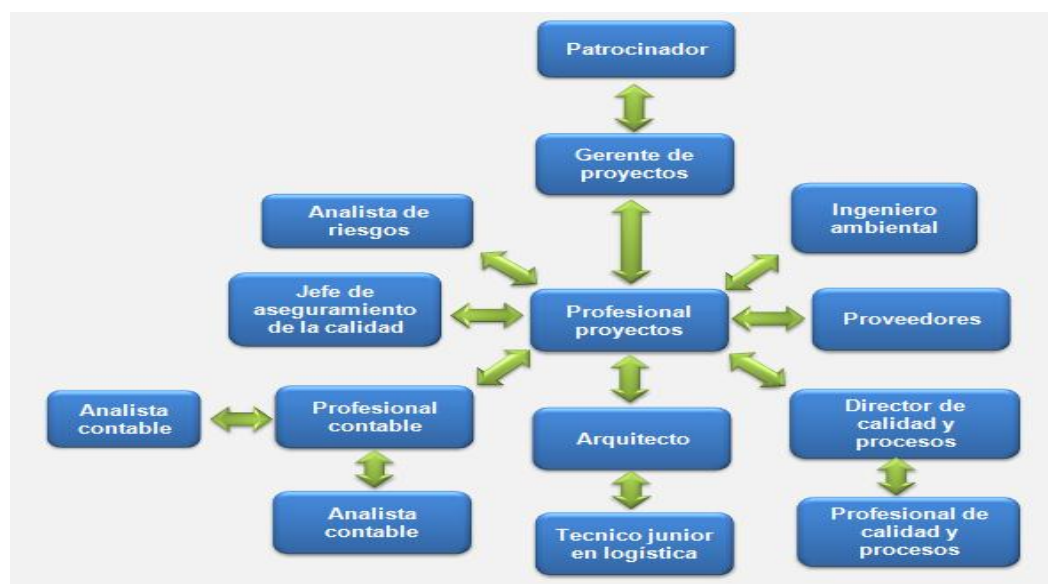 Patrocinador
Gerente de
proyectos
Analista de
riesgos
Ingeniero
ambiental
Jefe de
aseguramiento
de la calidad
Profesional
proyectos
Proveedores
Analista
contable
Profesional
contable
Arquitecto
Director de
calidad y
procesos
Analista
contable
Tecnico junior
en logística
Profesional de
calidad y
procesos